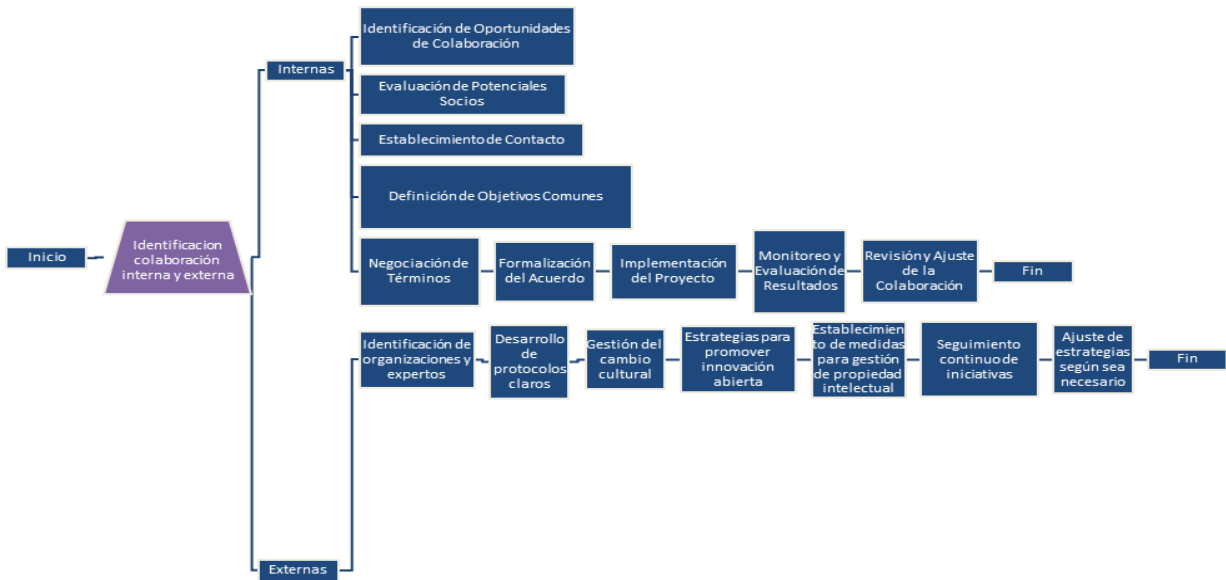 Inicio
Identificacion
colaboración
interna y externa
Internas
Identificación de Oportunidades
de Colaboración
Evaluación de Potenciales
Socios
Establecimiento de Contacto
Definición de Objetivos Comunes
Negociación de
Términos
Formalización
del Acuerdo
Implementación
del Proyecto
Monitoreo y
Evaluación de
Resultados
Revisión y Ajuste
de la
Colaboración
Fin
Externas
Identificación de
organizaciones y
expertos
Desarrollo
de
protocolos
claros
Gestión del
cambio
cultural
Estrategias para
promover
innovación
abierta
Establecimien
to de medidas
para gestión
de propiedad
intelectual
Seguimiento
continuo de
iniciativas
Ajuste de
estrategias
según sea
necesario
Fin